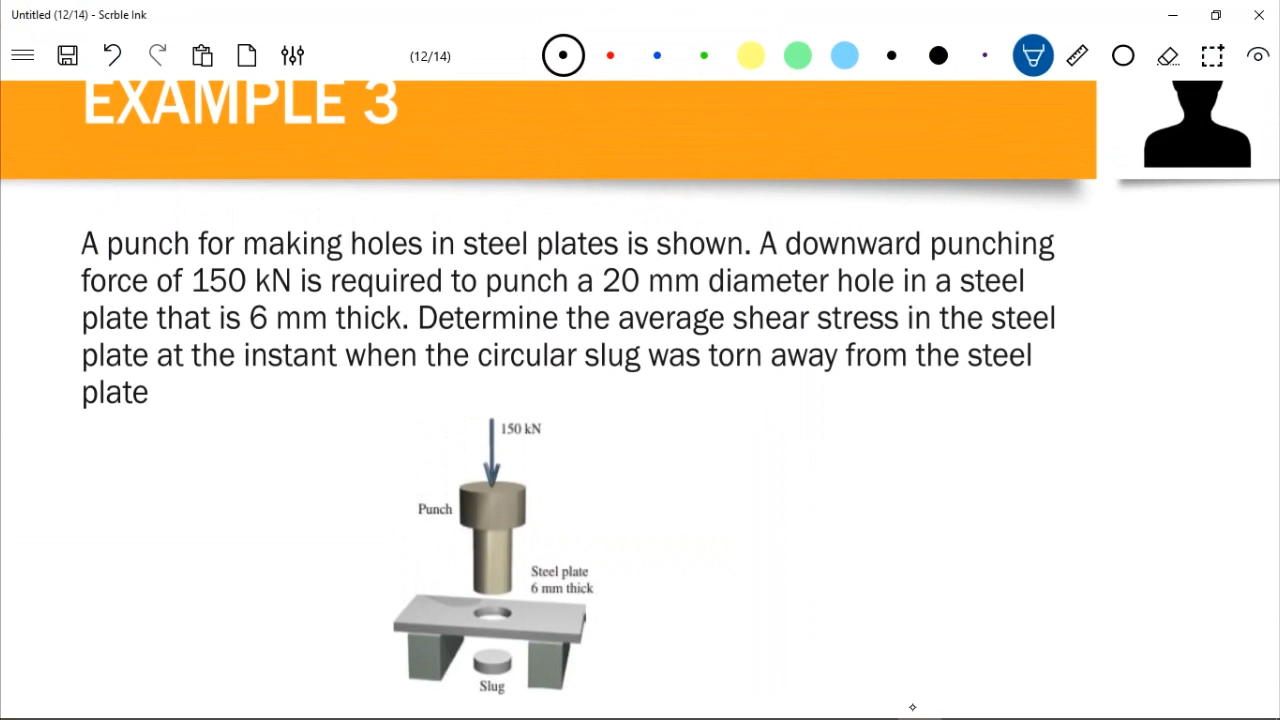 Untitled (12/14) - Scrble Ink
(12/14)
EXAMPLE 3
A punch for making holes in steel plates is shown. A downward punching
force of 150 kN is required to punch a 20 mm diameter hole in a steel
plate that is 6 mm thick. Determine the average shear stress in the steel
plate at the instant when the circular slug was torn away from the steel
plate
150 kN
Punch
Steel plate
6 mm thick
Slug